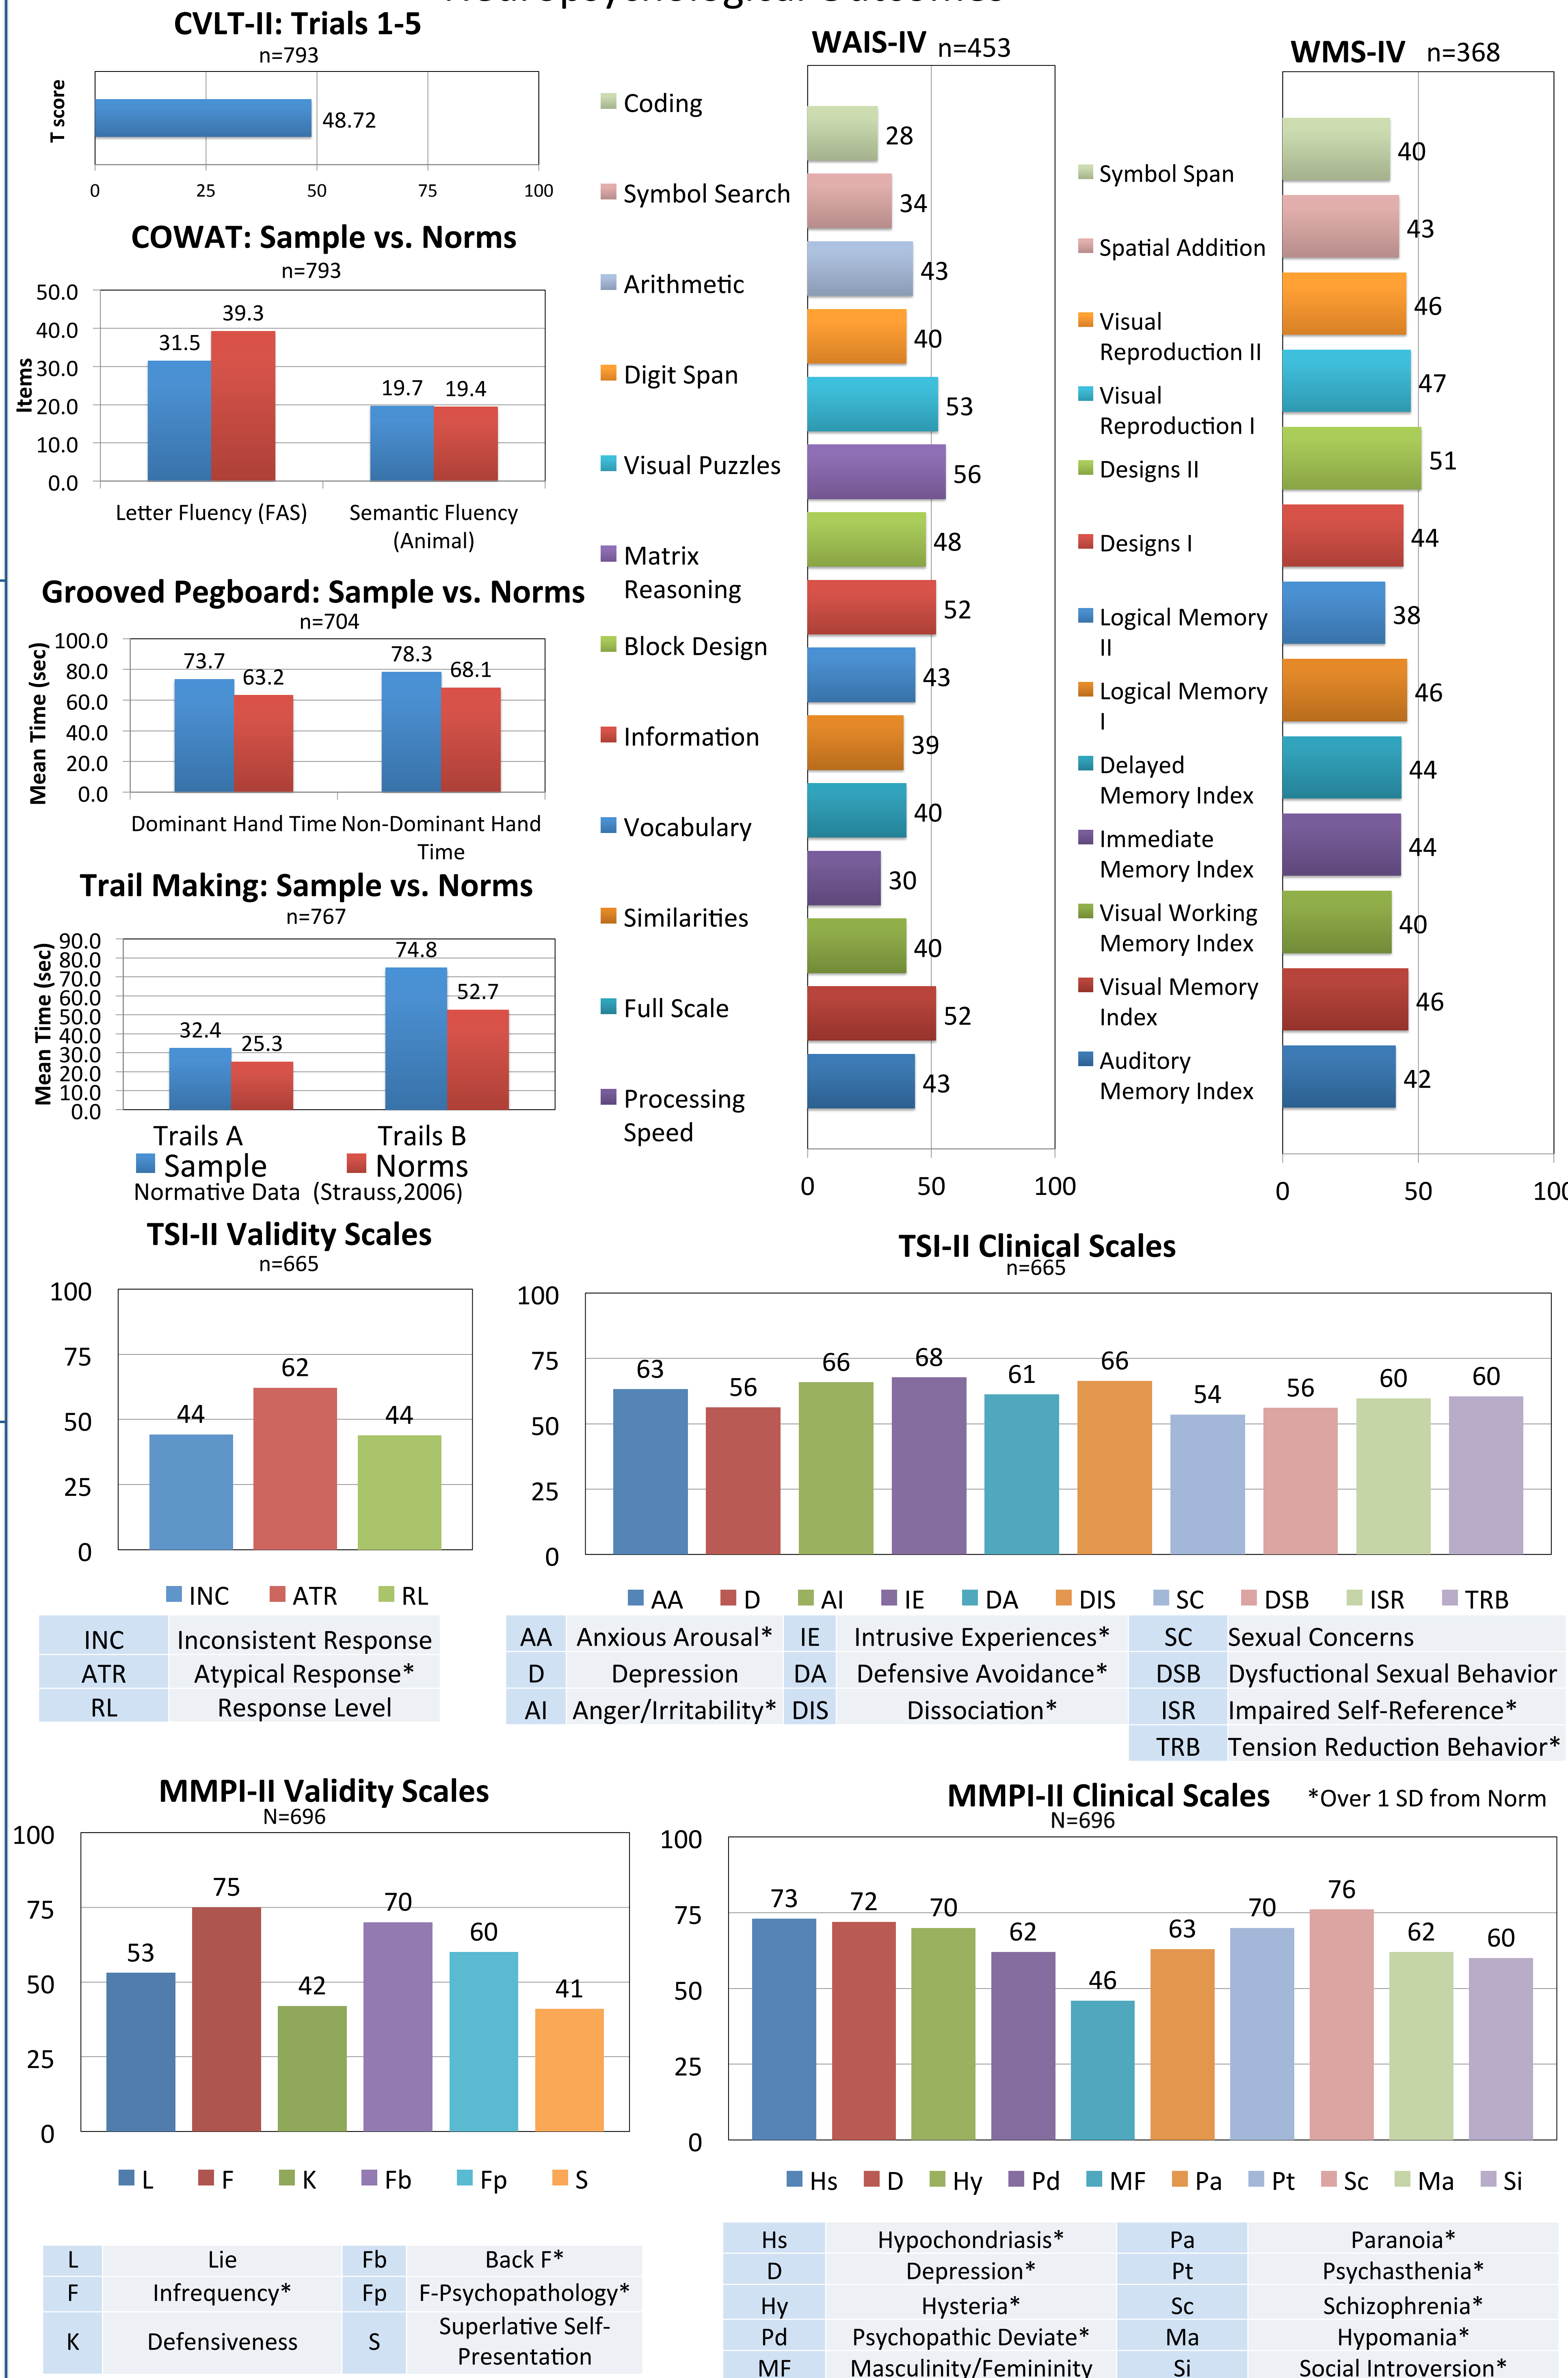 Neuropsychological Outcomes
CVLT-II: Trials 1-5
n=793
T score
48.72
0 25 50 75 100
COWAT: Sample vs. Norms
n=793
Items
50.0
40.0
30.0
20.0
10.0
0.0
31.5 39.3 19.7 19.4
Letter Fluency (FAS) Semantic Fluency
(Animal)
Grooved Pegboard: Sample vs. Norms
n=704
Mean Time (sec)
100.0
80.0
60.0
40.0
20.0
0.0
73.7 63.2 78.3 68.1
Dominant Hand Time Non-Dominant Hand
Time
Trail Making: Sample vs. Norms
n=767
Mean Time (sec)
90.0
80.0
70.0
60.0
50.0
40.0
30.0
20.0
10.0
0.0
32.4 25.3 74.8 52.7
Trails A Trails B
Sample Norms
Normative Data (Strauss,2006)
WAIS-IV n=453
Coding
Symbol Search
Arithmetic
Digit Span
Visual Puzzles
Matrix
Reasoning
Block Design
Information
Vocabulary
Similarities
Full Scale
Processing
Speed
28
34
43
40
53
56
48
52
43
39
40
30
40
52
43
0 50 100
WMS-IV n=368
Symbol Span
Spatial Addition
Visual
Reproduction II
Visual
Reproduction I
Designs II
Designs I
Logical Memory
II
Logical Memory
I
Delayed
Memory Index
Immediate
Memory Index
Visual Working
Memory Index
Visual Memory
Index
Auditory
Memory Index
40
43
46
47
51
44
38
46
44
44
40
46
42
0 50 100
TSI-II Validity Scales
n=665
100
75
50
25
0
44 62 44
INC ATR RL
INC Inconsistent Response
ATR Atypical Response*
RL Response Level
TSI-II Clinical Scales
n=665
100
75
50
25
0
63 56 66 68 61 66 54 56 60 60
AA D AI IE DA DIS SC DSB ISR TRB
AA Anxious Arousal* IE Intrusive Experiences* SC Sexual Concerns
D Depression DA Defensive Avoidance* DSB Dysfuctional Sexual Behavior
AI Anger/Irritability* DIS Dissociation* ISR Impaired Self-Reference*
TRB Tension Reduction Behavior*
MMPI-II Validity Scales
N=696
100
75
50
25
0
53 75 42 70 60 41
L F K Fb Fp S
L Lie Fb Back F*
F Infrequency* Fp F-Psychopathology*
K Defensiveness S Superlative Self-
Presentation
MMPI-II Clinical Scales *Over 1 SD from Norm
N=696
100
75
50
25
0
73 72 70 62 46 63 70 76 62 60
Hs D Hy Pd MF Pa Pt Sc Ma Si
Hs Hypochondriasis* Pa Paranoia*
D Depression* Pt Psychasthenia*
Hy Hysteria* Sc Schizophrenia*
Pd Psychopathic Deviate* Ma Hypomania*
MF Masculinity/Femininity Si Social Introversion*